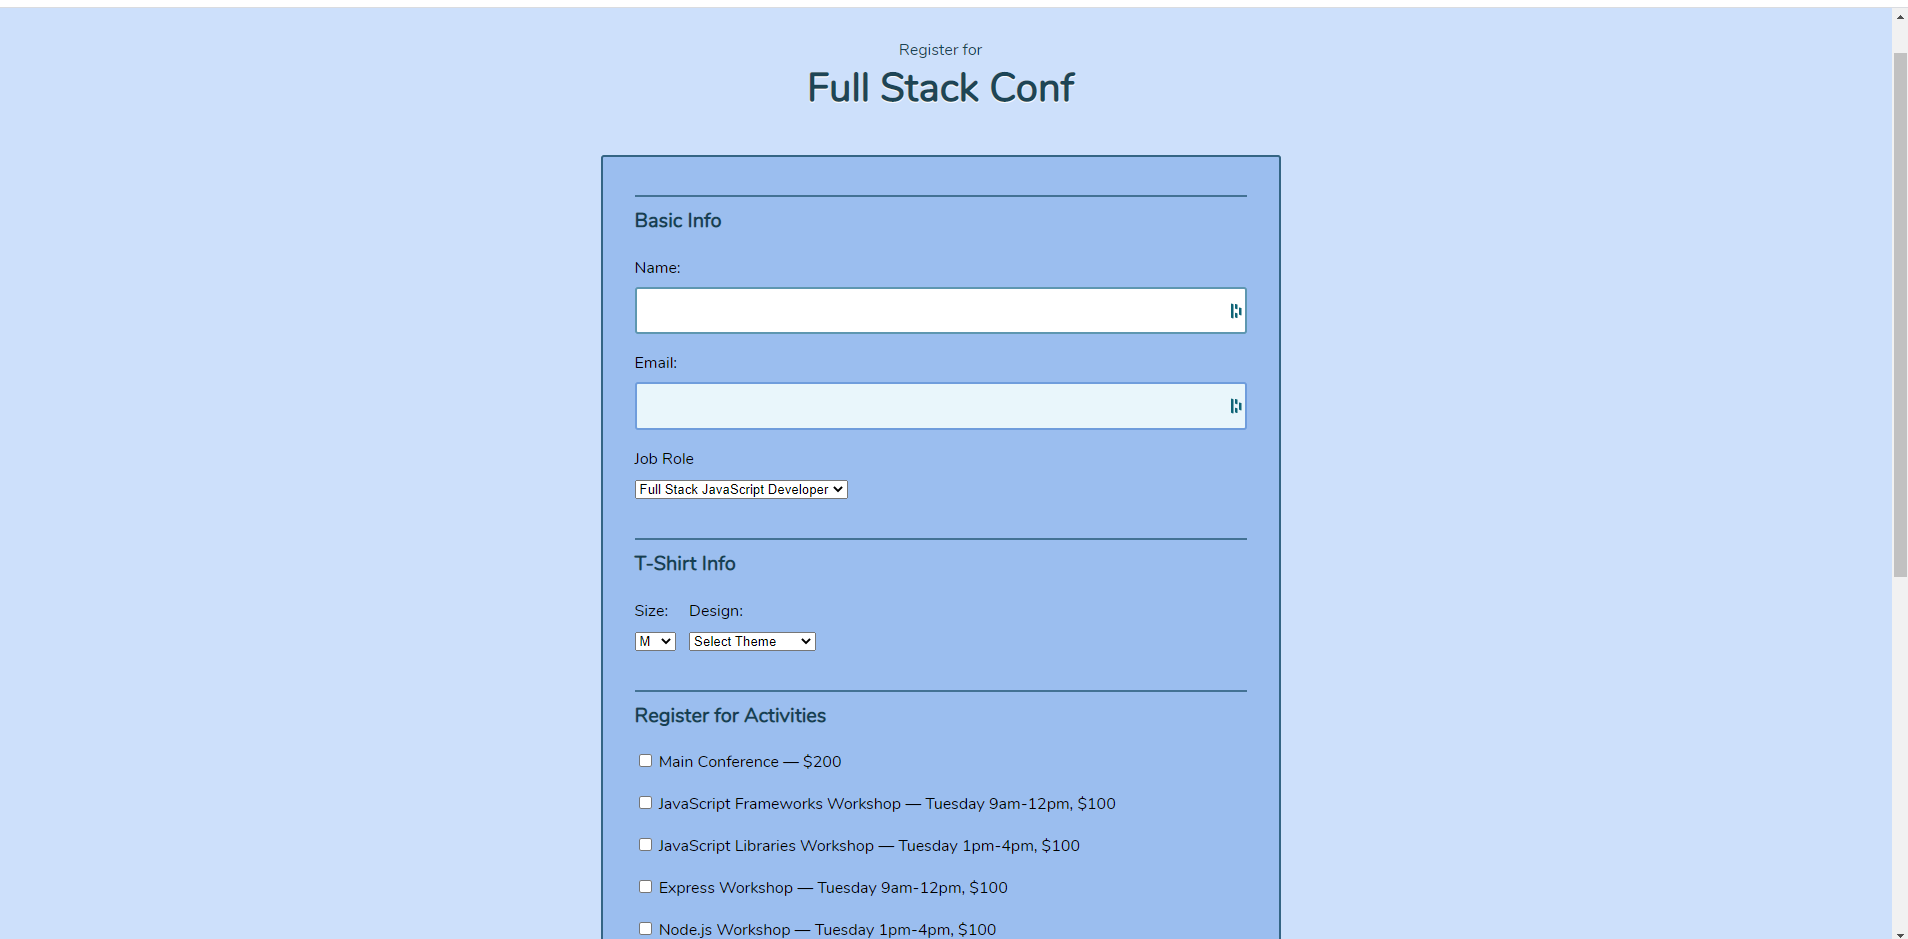 Register for
Full Stack Conf
Basic Info
Name:
Email:
Job Role
Full Stack JavaScript Developer
T-Shirt Info
Size: Design:
M Select Theme
Register for Activities
Main Conference — $200
JavaScript Frameworks Workshop — Tuesday 9am-12pm, $100
JavaScript Libraries Workshop — Tuesday 1pm-4pm, $100
Express Workshop — Tuesday 9am-12pm, $100
Node.js Workshop — Tuesday 1pm-4pm, $100